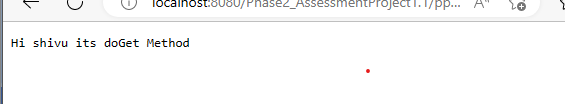 localhost:8080/Phase2_AssessmentProject1.1/pp...
Hi shivu its doGet Method